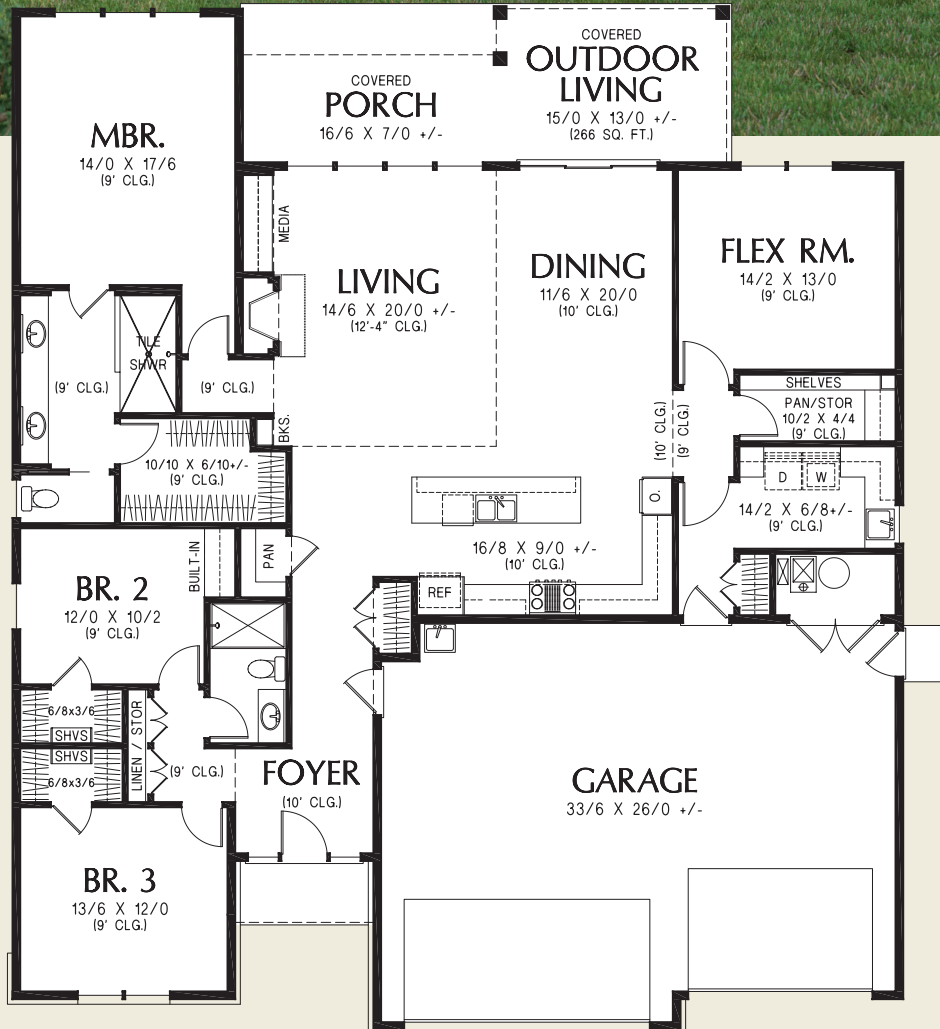 COVERED
OUTDOOR
LIVING
15/0 X 13/0 +/-
(266 SQ. FT.)
COVERED
PORCH
16/6 X 7/0 +/-
MBR.
14/0 X 17/6
(9' CLG.)
MEDIA
LIVING
14/6 X 20/0 +/-
(12'-4" CLG.)
DINING
11/6 X 20/0
(10' CLG.)
FLEX RM.
14/2 X 13/0
(9' CLG.)
TILE
SHWR
(9' CLG.)
(9' CLG.)
BKS.
SHELVES
PAN/STOR
10/2 X 4/4
(9' CLG.)
(10' CLG.)
(9' CLG.)
10/10 X 6/10+/-
(9' CLG.)
D
W
14/2 X 6/8+/-
(9' CLG.)
O.
16/8 X 9/0 +/-
(10' CLG.)
REF
PAN
BUILT-IN
BR. 2
12/0 X 10/2
(9' CLG.)
6/8x3/6
SHVS
SHVS
6/8x3/6
LINEN / STOR
(9' CLG.)
FOYER
(10' CLG.)
GARAGE
33/6 X 26/0 +/-
BR. 3
13/6 X 12/0
(9' CLG.)